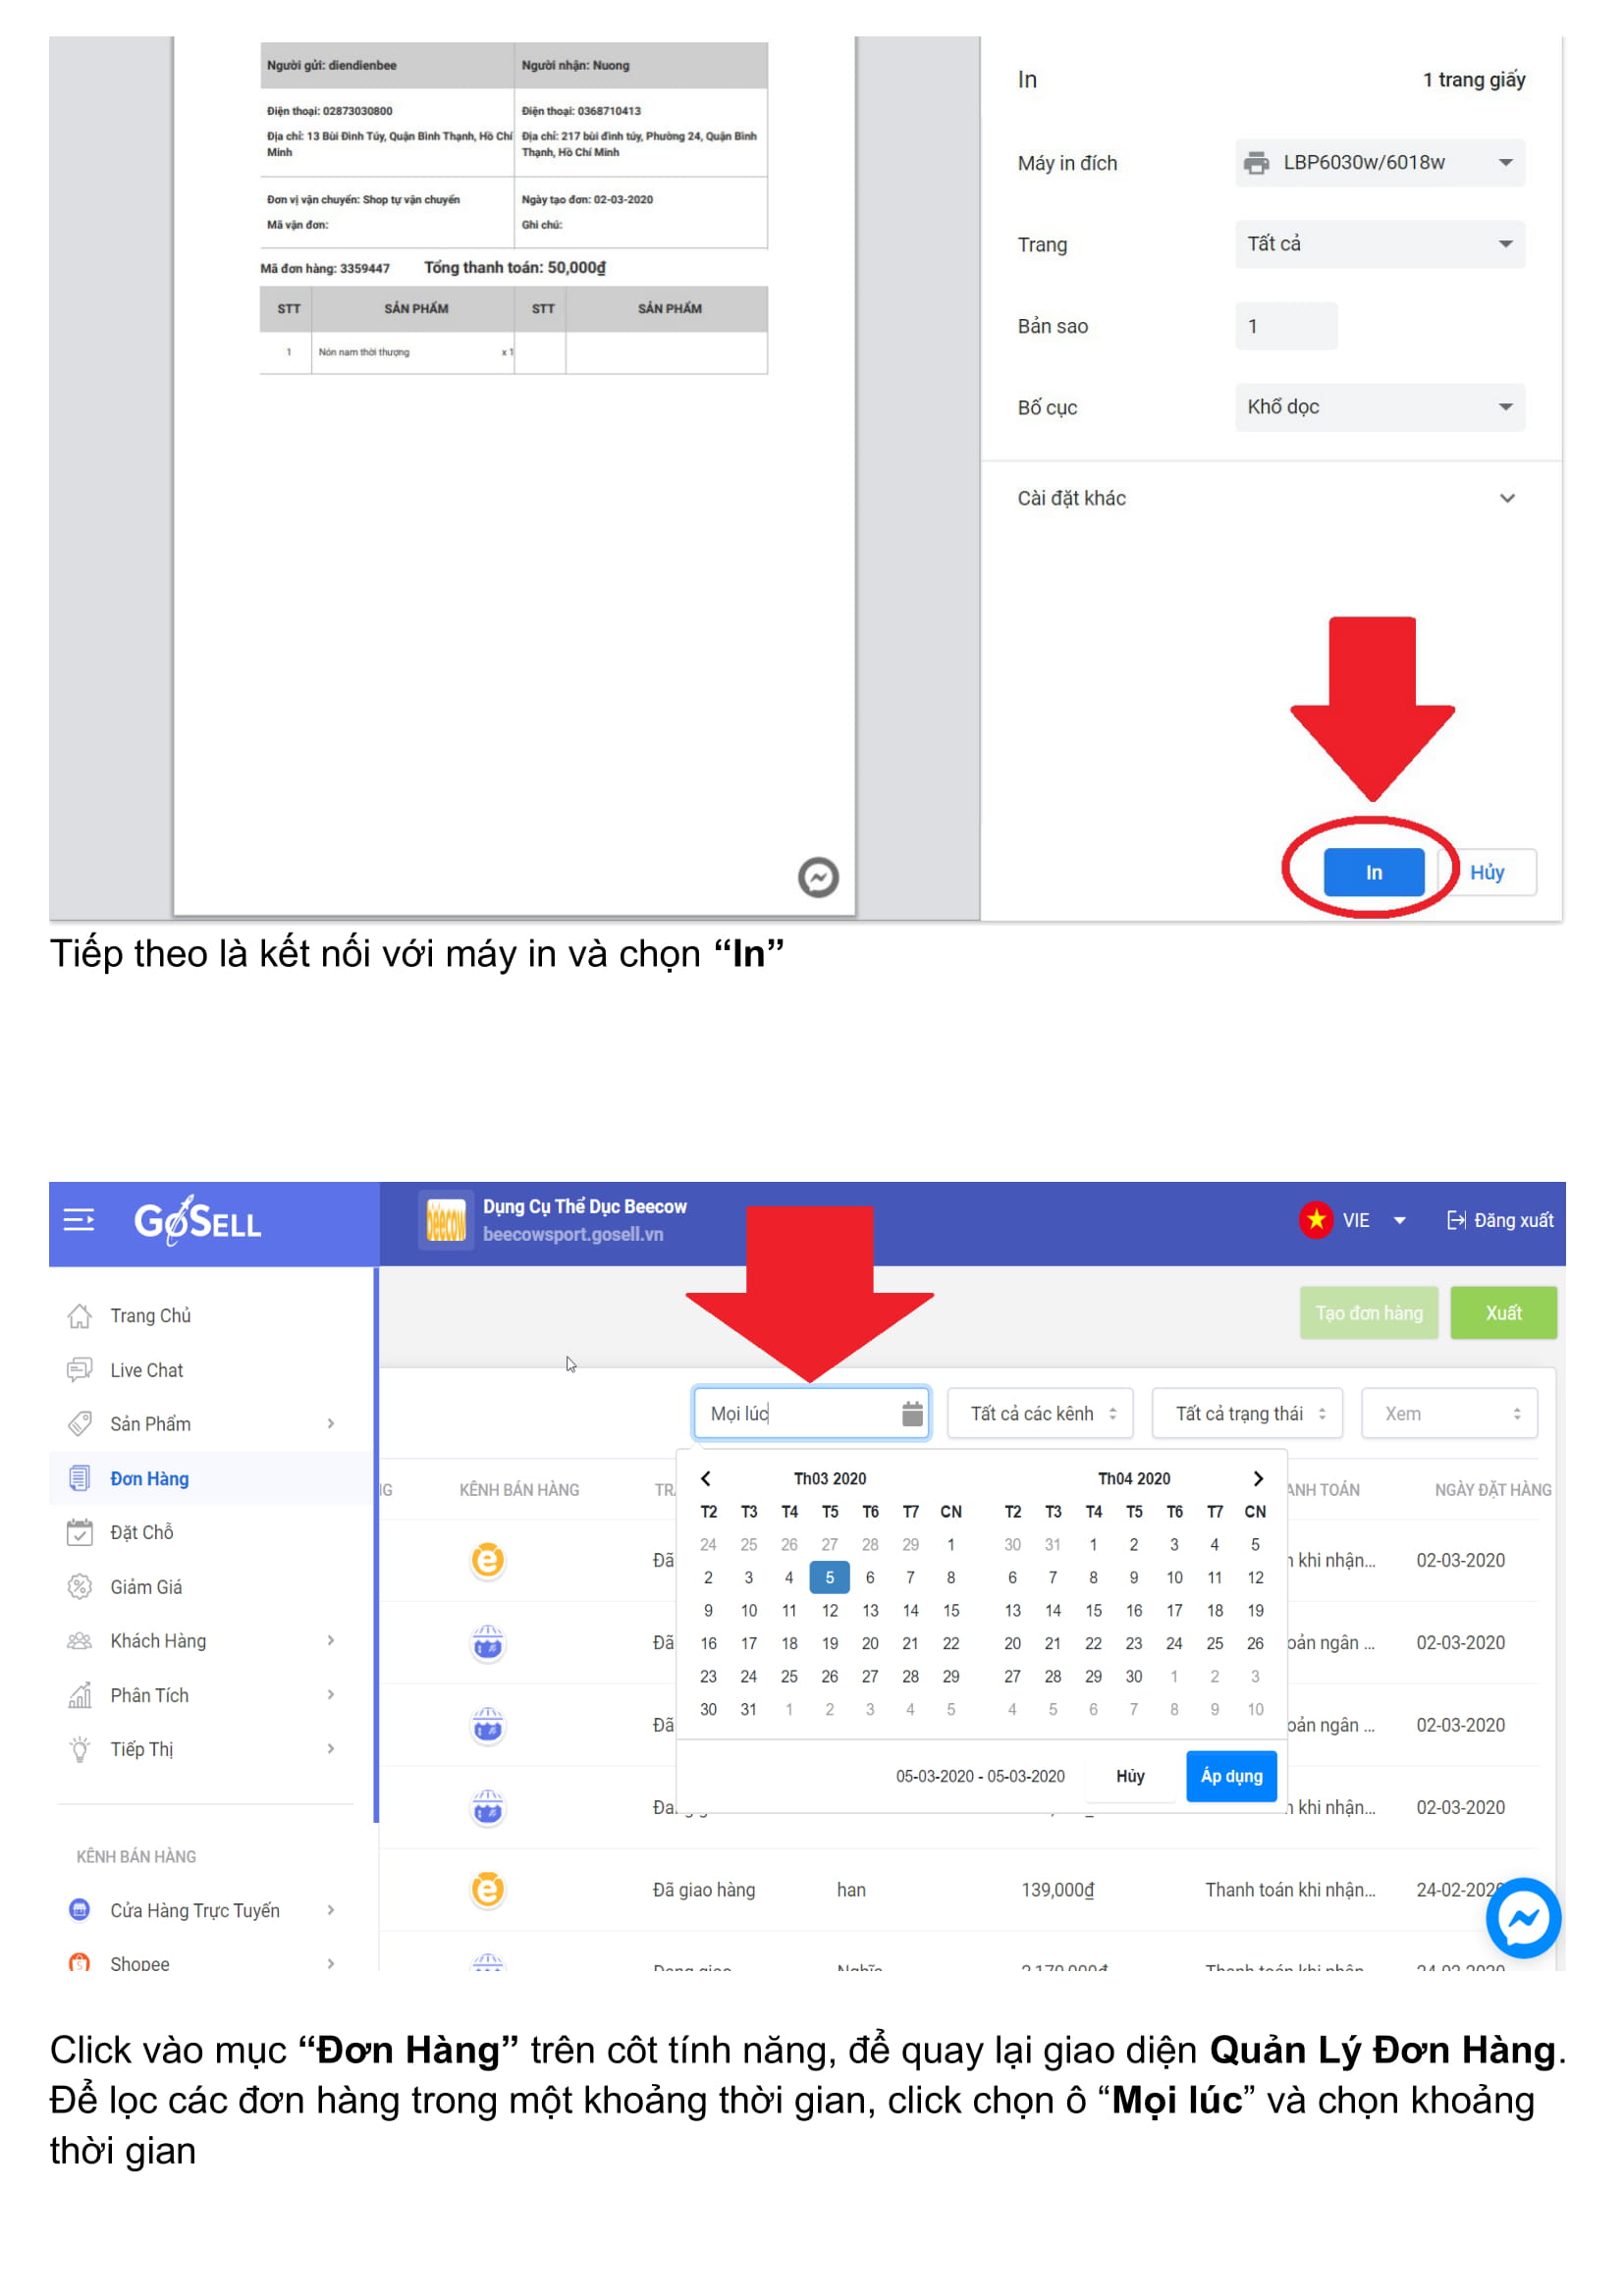 Người gửi: diendienbee
Người nhận: Nuong
Điện thoại: 02873030800
Địa chỉ: 13 Bùi Đình Túy, Quận Bình Thạnh, Hồ Chí
Minh
Điện thoại: 0368710413
Địa chỉ: 217 bùi đình túy, Phường 24, Quận Bình
Thạnh, Hồ Chí Minh
Đơn vị vận chuyển: Shop tự vận chuyển
Mã vận đơn:
Ngày tạo đơn: 02-03-2020
Ghi chú:
Mã đơn hàng: 3359447 Tổng thanh toán: 50,000₫
STT SẢN PHẨM STT SẢN PHẨM
1 Nón nam thời thượng x 1
In 1 trang giấy
Máy in đích LBP6030w/6018w
Trang Tất cả
Bản sao 1
Bố cục Khổ dọc
Cài đặt khác
In Hủy
Tiếp theo là kết nối với máy in và chọn “In”
GoSELL
Dụng Cụ Thể Dục Beecow
beecow
beecowsport.gosell.vn
VIE Đăng xuất
Trang Chủ
Live Chat
Sản Phẩm
Đơn Hàng
Đặt Chỗ
Giảm Giá
Khách Hàng
Phân Tích
Tiếp Thị
KÊNH BÁN HÀNG
Cửa Hàng Trực Tuyến
Shopee
Tạo đơn hàng Xuất
Mọi lúc Tất cả các kênh Tất cả trạng thái Xem
NG KÊNH BÁN HÀNG TR ANH TOÁN NGÀY ĐẶT HÀNG
Th03 2020 Th04 2020
T2 T3 T4 T5 T6 T7 CN T2 T3 T4 T5 T6 T7 CN
24 25 26 27 28 29 1 30 31 1 2 3 4 5
2 3 4 5 6 7 8 6 7 8 9 10 11 12
9 10 11 12 13 14 15 13 14 15 16 17 18 19
16 17 18 19 20 21 22 20 21 22 23 24 25 26
23 24 25 26 27 28 29 27 28 29 30 1 2 3
30 31 1 2 3 4 5 4 5 6 7 8 9 10
05-03-2020 - 05-03-2020 Hủy Áp dụng
Đã n khi nhận... 02-03-2020
Đã oản ngân ... 02-03-2020
Đã oản ngân ... 02-03-2020
Đa n khi nhận... 02-03-2020
Đã giao hàng han 139,000₫ Thanh toán khi nhận... 24-02-202
Click vào mục “Đơn Hàng” trên côt tính năng, để quay lại giao diện Quản Lý Đơn Hàng.
Để lọc các đơn hàng trong một khoảng thời gian, click chọn ô “Mọi lúc” và chọn khoảng
thời gian